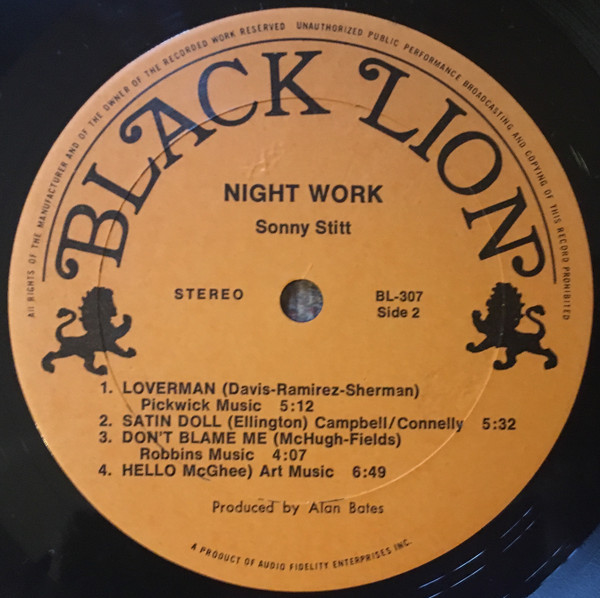 All RIGHTS OF THE MANUFACTURER AND OF THE OWNER OF THE RECORDED WORK RESERVED UNAUTHORIZED PUBLIC PERFORMANCE BROADCASTING AND COPYING OF THIS RECORD PROHIBITED
BLACK LION
NIGHT WORK
Sonny Stitt
STEREO
BL-307
Side 2
1. LOVERMAN (Davis-Ramirez-Sherman)
Pickwick Music 5:12
2. SATIN DOLL (Ellington) Campbell/Connelly 5:32
3. DON'T BLAME ME (McHugh-Fields)
Robbins Music 4:07
4. HELLO McGhee) Art Music 6:49
Produced by Alan Bates
A PRODUCT OF AUDIO FIDELITY ENTERPRISES INC.